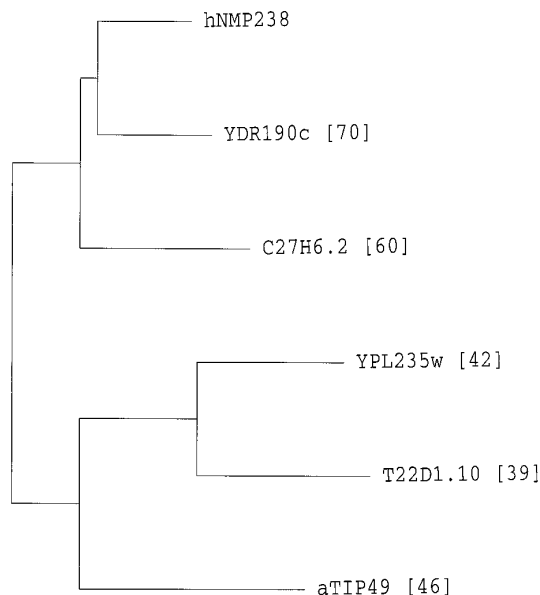 hNMP238
YDR190c [70]
C27H6.2 [60]
YPL235w [42]
T22D1.10 [39]
aTIP49 [46]